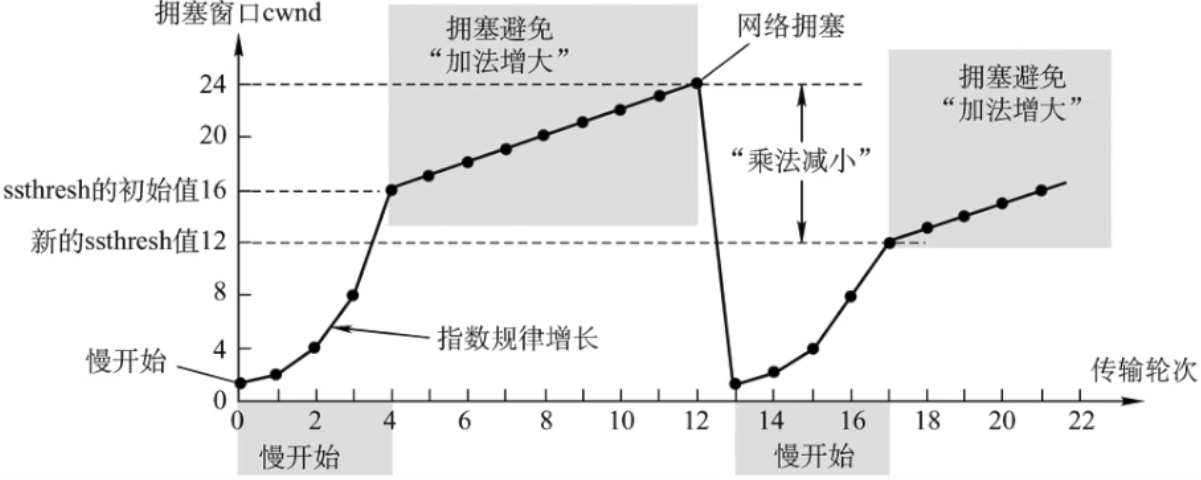 拥塞窗口cwnd
拥塞避免
“加法增大”
网络拥塞
拥塞避免
“加法增大”
24
20
“乘法减小”
ssthresh的初始值16
新的ssthresh值12
8
指数规律增长
4
慢开始
传输轮次
0
0 2 4 6 8 10 12 14 16 18 20 22
慢开始
慢开始